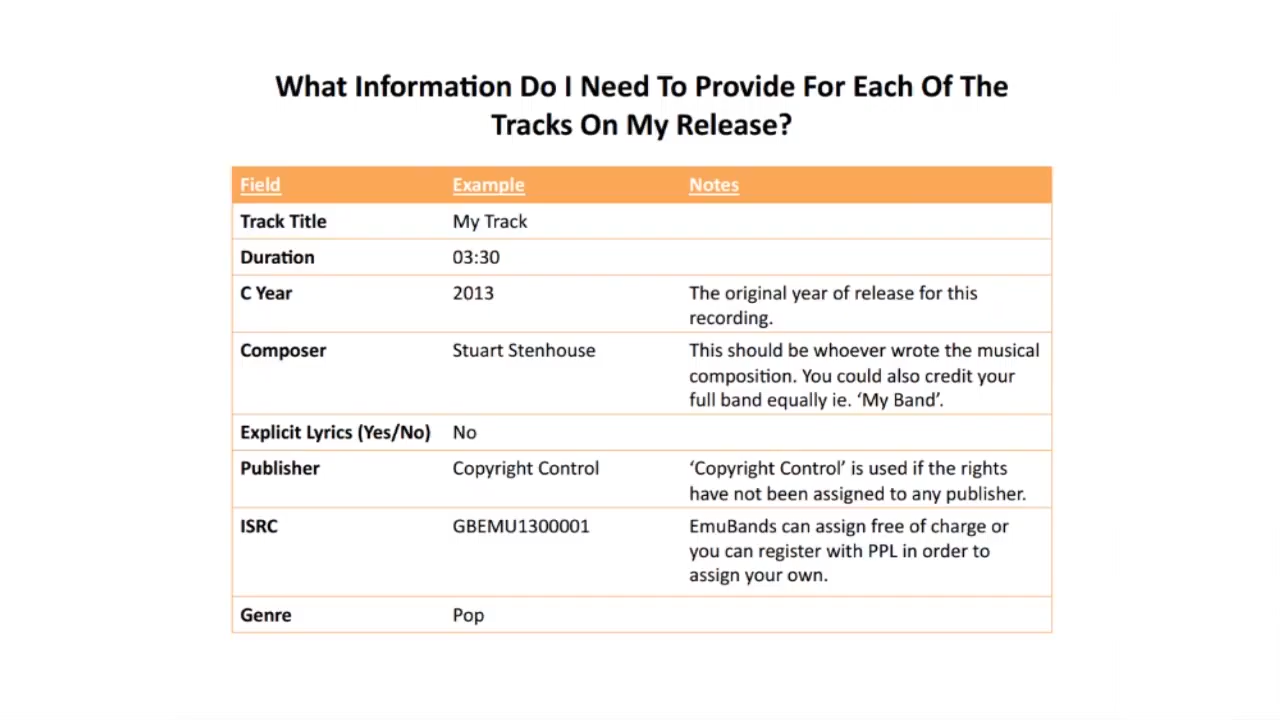 What Information Do I Need To Provide For Each Of The
Tracks On My Release?
Field Example Notes
Track Title My Track
Duration 03:30
C Year 2013 The original year of release for this
recording.
Composer Stuart Stenhouse This should be whoever wrote the musical
composition. You could also credit your
full band equally ie. ‘My Band’.
Explicit Lyrics (Yes/No) No
Publisher Copyright Control ‘Copyright Control’ is used if the rights
have not been assigned to any publisher.
ISRC GBEMU1300001 EmuBands can assign free of charge or
you can register with PPL in order to
assign your own.
Genre Pop